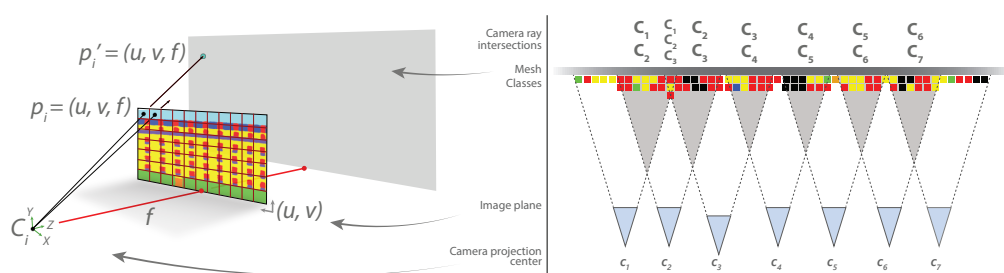 p_i' = (u, v, f)
p_i = (u, v, f)
C_i
Y
Z
X
f
(u, v)
Camera ray
intersections
Mesh
Classes
Image plane
Camera projection
center
C_1 C_1 C_2 C_3 C_4 C_5 C_6
C_2 C_2 C_3 C_4 C_5 C_6 C_7
C_3
c_1 c_2 c_3 c_4 c_5 c_6 c_7